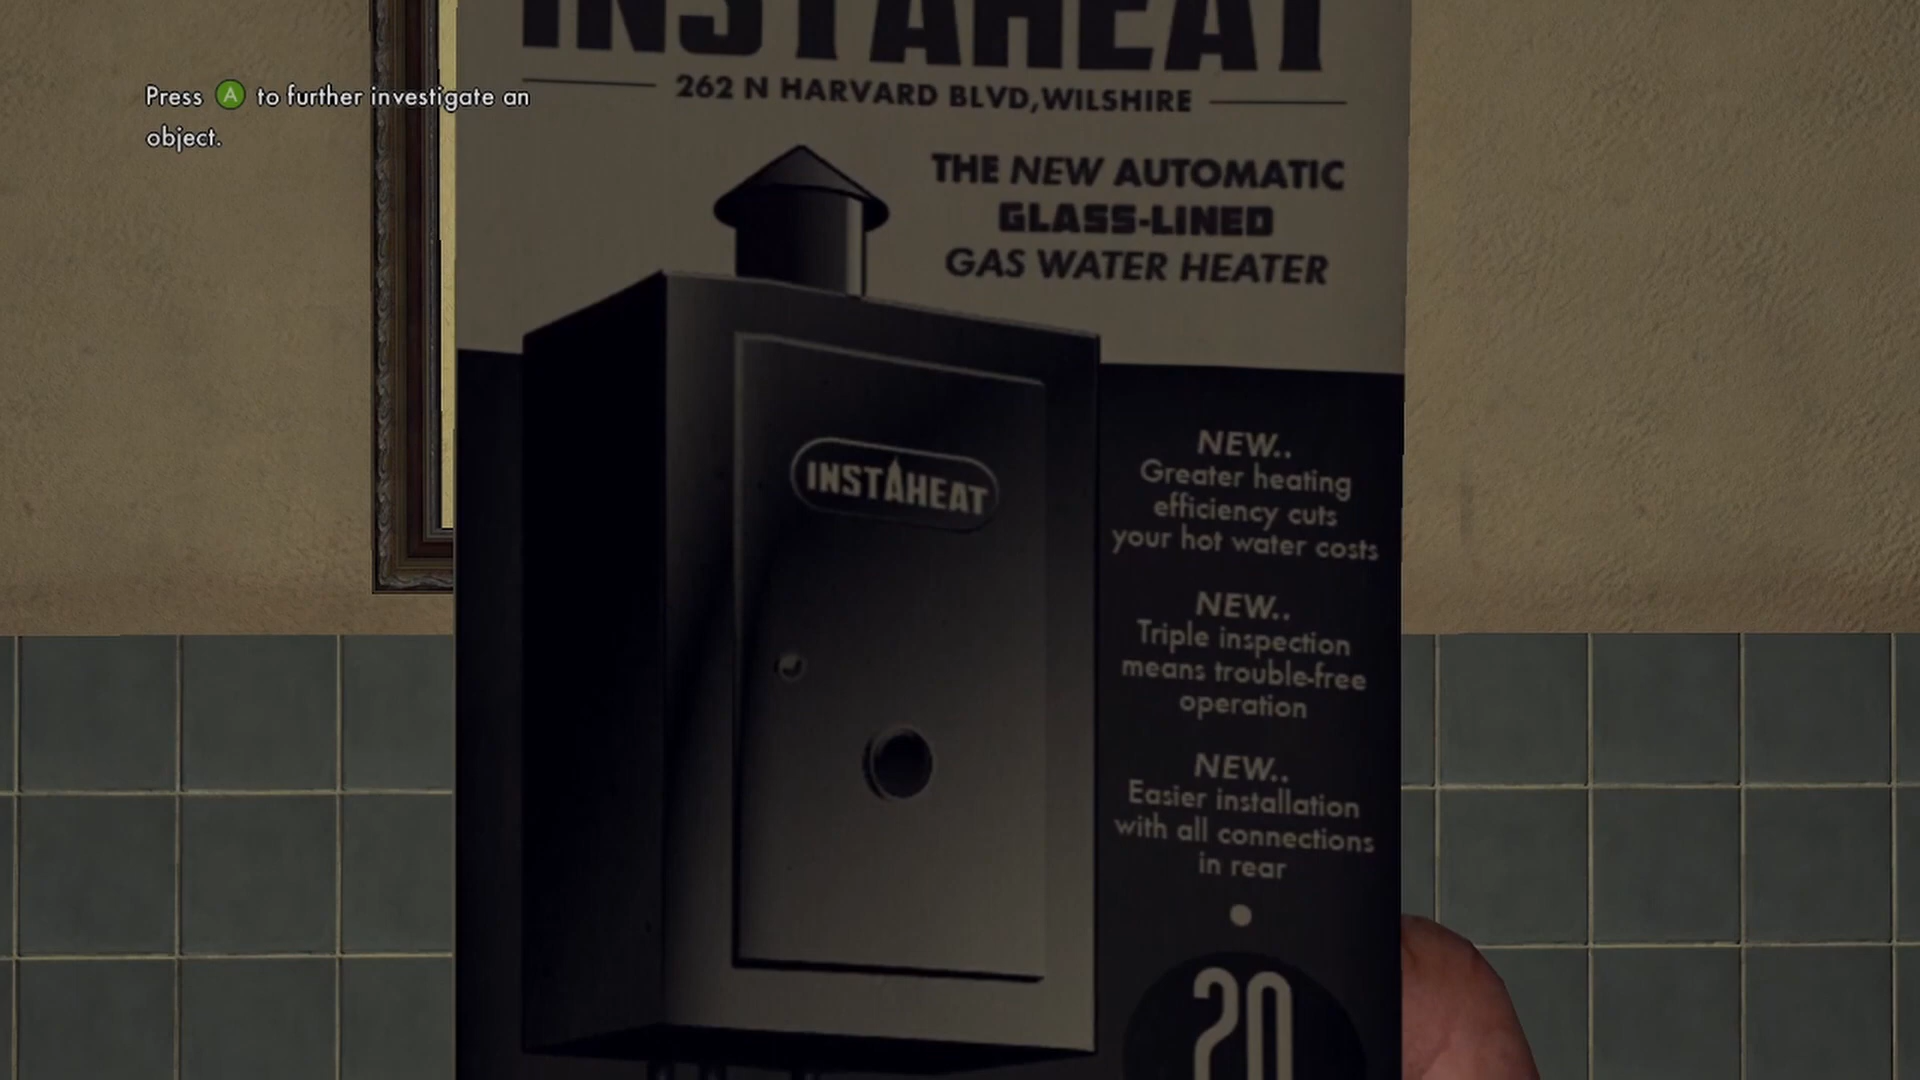 INSTAHEAT
262 N HARVARD BLVD, WILSHIRE
Press A to further investigate an
object.
THE NEW AUTOMATIC
GLASS-LINED
GAS WATER HEATER
INSTAHEAT
NEW..
Greater heating
efficiency cuts
your hot water costs
NEW..
Triple inspection
means trouble-free
operation
NEW..
Easier installation
with all connections
in rear
20